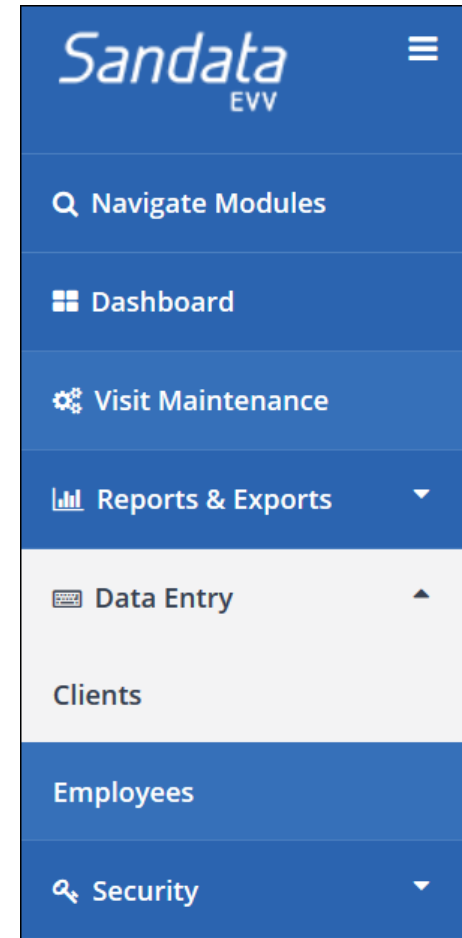 Sandata
EVV
Navigate Modules
Dashboard
Visit Maintenance
Reports & Exports
Data Entry
Clients
Employees
Security